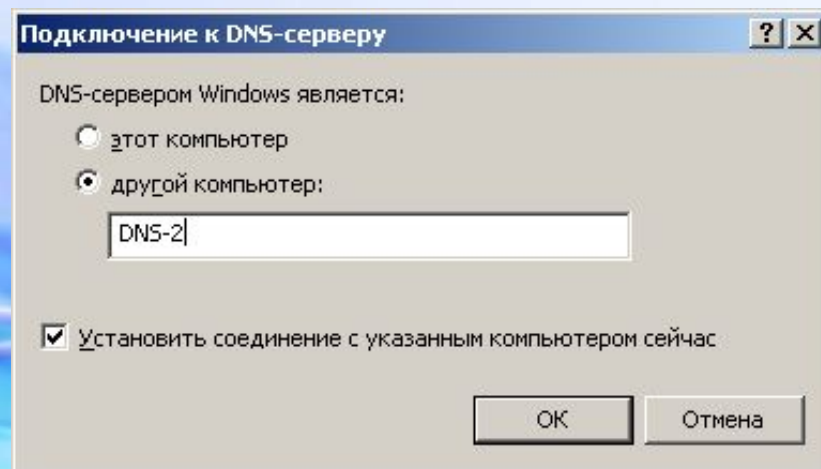 Подключение к DNS-серверу
DNS-сервером Windows является:
этот компьютер
другой компьютер:
DNS-2
Установить соединение с указанным компьютером сейчас
ОК Отмена